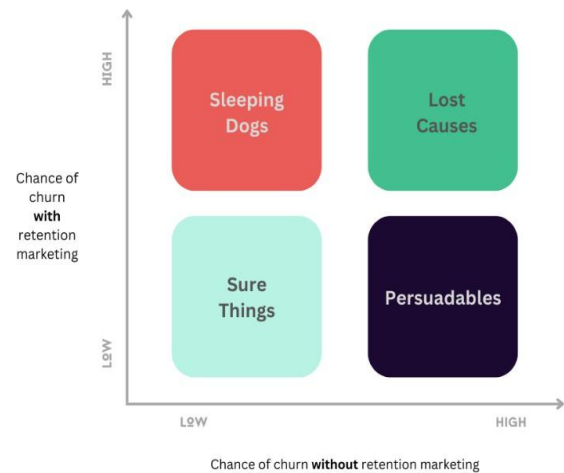 HIGH
Sleeping
Dogs
Lost
Causes
Chance of
churn
with
retention
marketing
Sure
Things
Persuadables
LOW
LOW
HIGH
Chance of churn without retention marketing